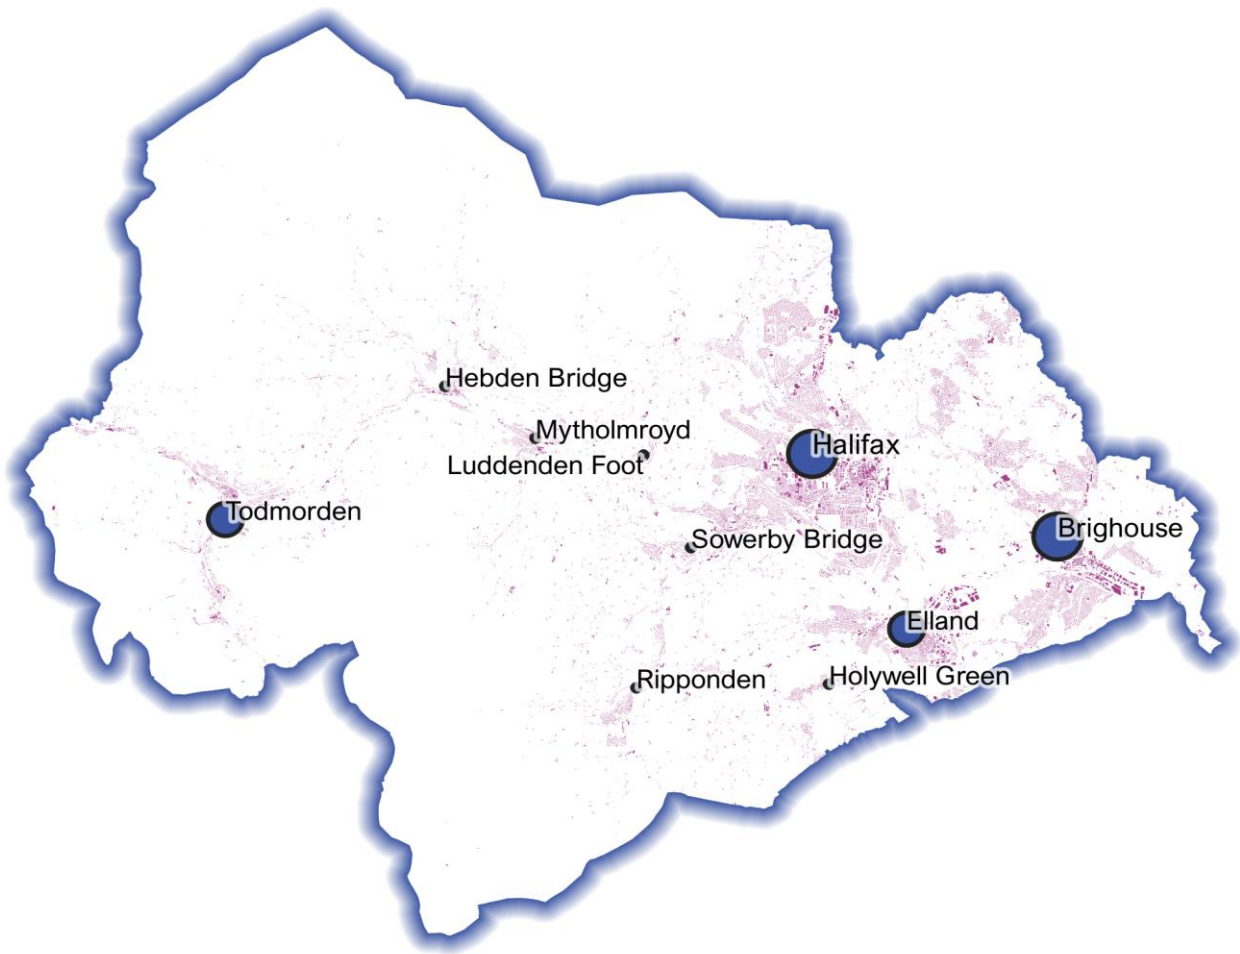 Hebden Bridge
Mytholmroyd
Halifax
Luddenden Foot
Todmorden
Brighouse
Sowerby Bridge
Elland
Holywell Green
Ripponden